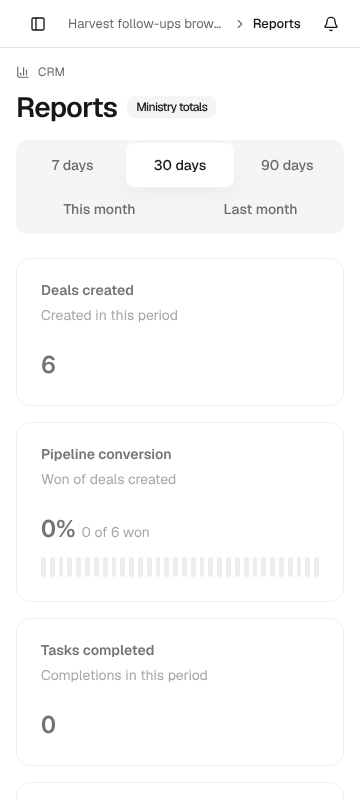 Harvest follow-ups brow... > Reports
CRM
Reports Ministry totals
7 days 30 days 90 days
This month Last month
Deals created
Created in this period
6
Pipeline conversion
Won of deals created
0% 0 of 6 won
Tasks completed
Completions in this period
0